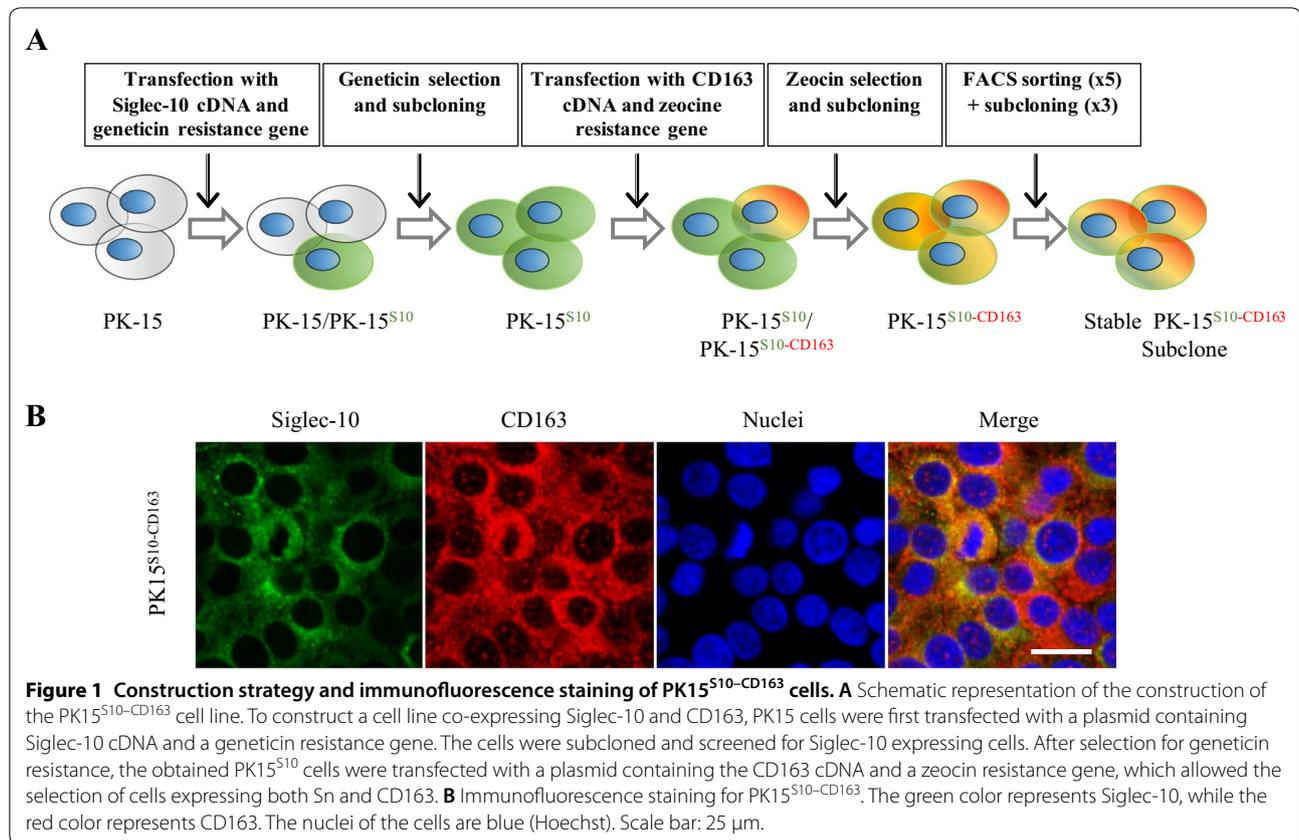 A
Transfection with
Siglec-10 cDNA and
geneticin resistance gene
Geneticin selection
and subcloning
Transfection with CD163
cDNA and zeocine
resistance gene
Zeocin selection
and subcloning
FACS sorting (x5)
+ subcloning (x3)
PK-15
PK-15/PK-15S10
PK-15S10
PK-15S10/
PK-15S10-CD163
PK-15S10-CD163
Stable PK-15S10-CD163
Subclone
B
Siglec-10
CD163
Nuclei
Merge
PK15S10-CD163
Figure 1 Construction strategy and immunofluorescence staining of PK15S10–CD163 cells. A Schematic representation of the construction of
the PK15S10–CD163 cell line. To construct a cell line co-expressing Siglec-10 and CD163, PK15 cells were first transfected with a plasmid containing
Siglec-10 cDNA and a geneticin resistance gene. The cells were subcloned and screened for Siglec-10 expressing cells. After selection for geneticin
resistance, the obtained PK15S10 cells were transfected with a plasmid containing the CD163 cDNA and a zeocin resistance gene, which allowed the
selection of cells expressing both Sn and CD163. B Immunofluorescence staining for PK15S10–CD163. The green color represents Siglec-10, while the
red color represents CD163. The nuclei of the cells are blue (Hoechst). Scale bar: 25 μm.